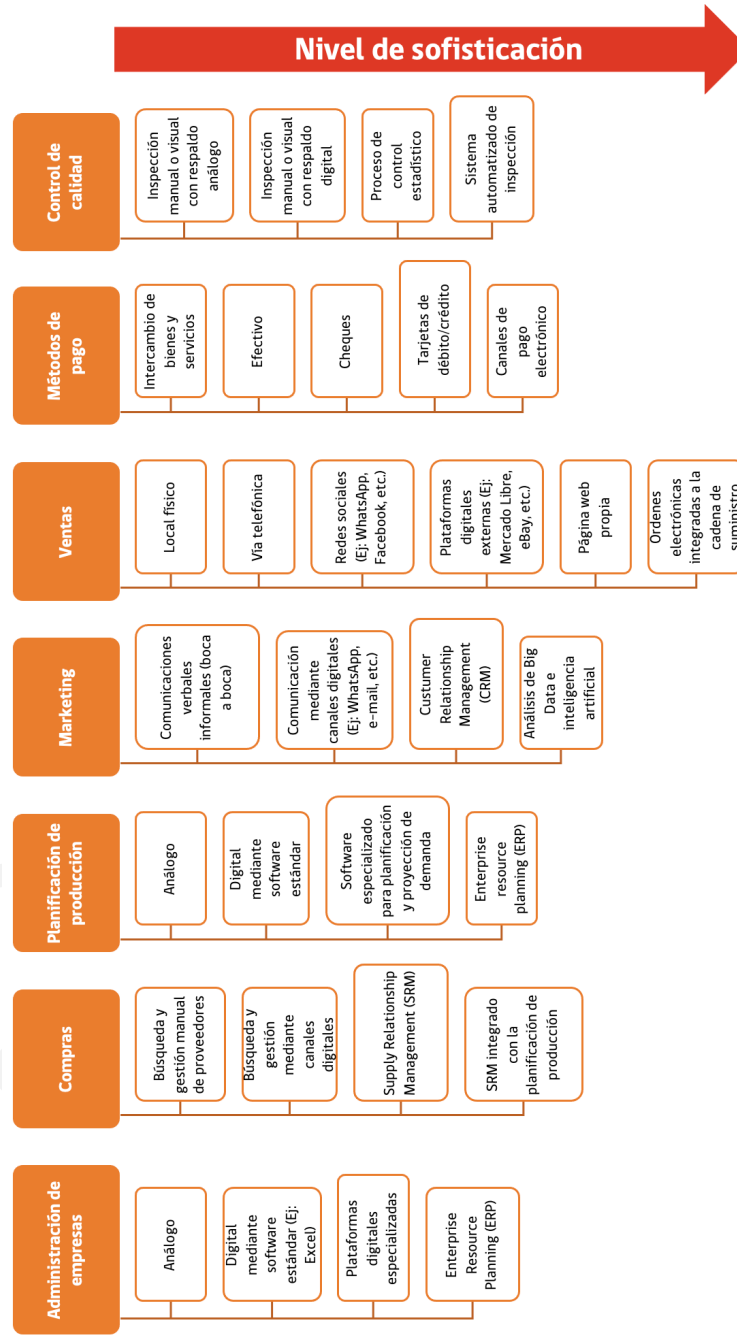 Administración de
empresas
Análogo
Digital
mediante
software
estándar (Ej:
Excel)
Plataformas
digitales
especializadas
Enterprise
Resource
Planning (ERP)
Compras
Búsqueda y
gestión manual
de proveedores
Búsqueda y
gestión
mediante
canales
digitales
Supply Relationship
Management (SRM)
SRM integrado
con la
planificación de
producción
Planificación de
producción
Análogo
Digital
mediante
software
estándar
Software
especializado
para planificación
y proyección de
demanda
Enterprise
resource
planning (ERP)
Marketing
Comunicaciones
verbales
informales (boca
a boca)
Comunicación
mediante
canales digitales
(Ej: WhatsApp,
e-mail, etc.)
Custumer
Relationship
Management
(CRM)
Análisis de Big
Data e
inteligencia
artificial
Ventas
Local físico
Vía telefónica
Redes sociales
(Ej: WhatsApp,
Facebook, etc.)
Plataformas
digitales
externas (Ej:
Mercado Libre,
eBay, etc.)
Página web
propia
Ordenes
electrónicas
integradas a la
cadena de
suministro
Métodos de
pago
Intercambio de
bienes y
servicios
Efectivo
Cheques
Tarjetas de
débito/crédito
Canales de
pago
electrónico
Control de
calidad
Inspección
manual o visual
con respaldo
análogo
Inspección
manual o visual
con respaldo
digital
Proceso de
control
estadístico
Sistema
automatizado de
inspección
Nivel de sofisticación